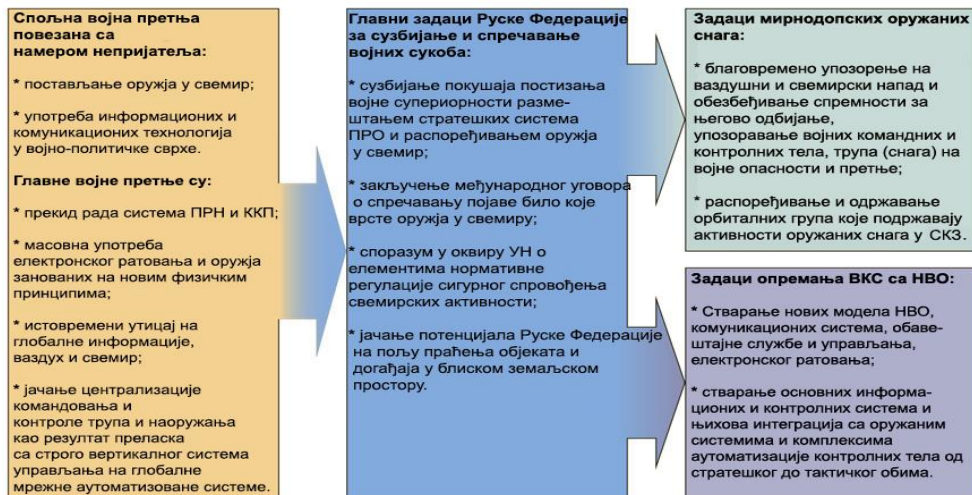 Спољна војна претња
повезана са
намером непријатеља:
* постављање оружја у свемир;
* употреба информационих и
комуникационих технологија
у војно-политичке сврхе.
Главне војне претње су:
* прекид рада система ПРН и ККП;
* масовна употреба
електронског ратовања и оружја
занованих на новим физичким
принципима;
* истовремени утицај на
глобалне информације,
ваздух и свемир;
* јачање централизације
командовања и
контроле трупа и наоружања
као резултат преласка
са строго вертикалног система
управљања на глобалне
мрежне аутоматизоване системе.
Главни задаци Руске Федерације
за сузбијање и спречавање
војних сукоба:
* сузбијање покушаја постизања
војне супериорности разме-
штањем стратешких система
ПРО и распоређивањем оружја
у свемир;
* закључење међународног уговора
о спречавању појаве било које
врсте оружја у свемиру;
* споразум у оквиру УН о
елементима нормативне
регулације сигурног спровођења
свемирских активности;
* јачање потенцијала Руске Федерације
на пољу праћења објеката и
догађаја у блиском земаљском
простору.
Задаци мирнодопских оружаних
снага:
* благовремено упозорење на
ваздушни и свемирски напад и
обезбеђивање спремности за
његово одбијање,
упозоравање војних командних и
контролних тела, трупа (снага) на
војне опасности и претње;
* распоређивање и одржавање
орбиталних група које подржавају
активности оружаних снага у СКЗ.
Задаци опремања ВКС са НВО:
* Стварање нових модела НВО,
комуникационих система, обаве-
штајне службе и управљања,
електронског ратовања;
* стварање основних информа-
ционих и контролних система и
њихова интеграција са оружаним
системима и комплексима
аутоматизације контролних тела од
стратешког до тактичког обима.